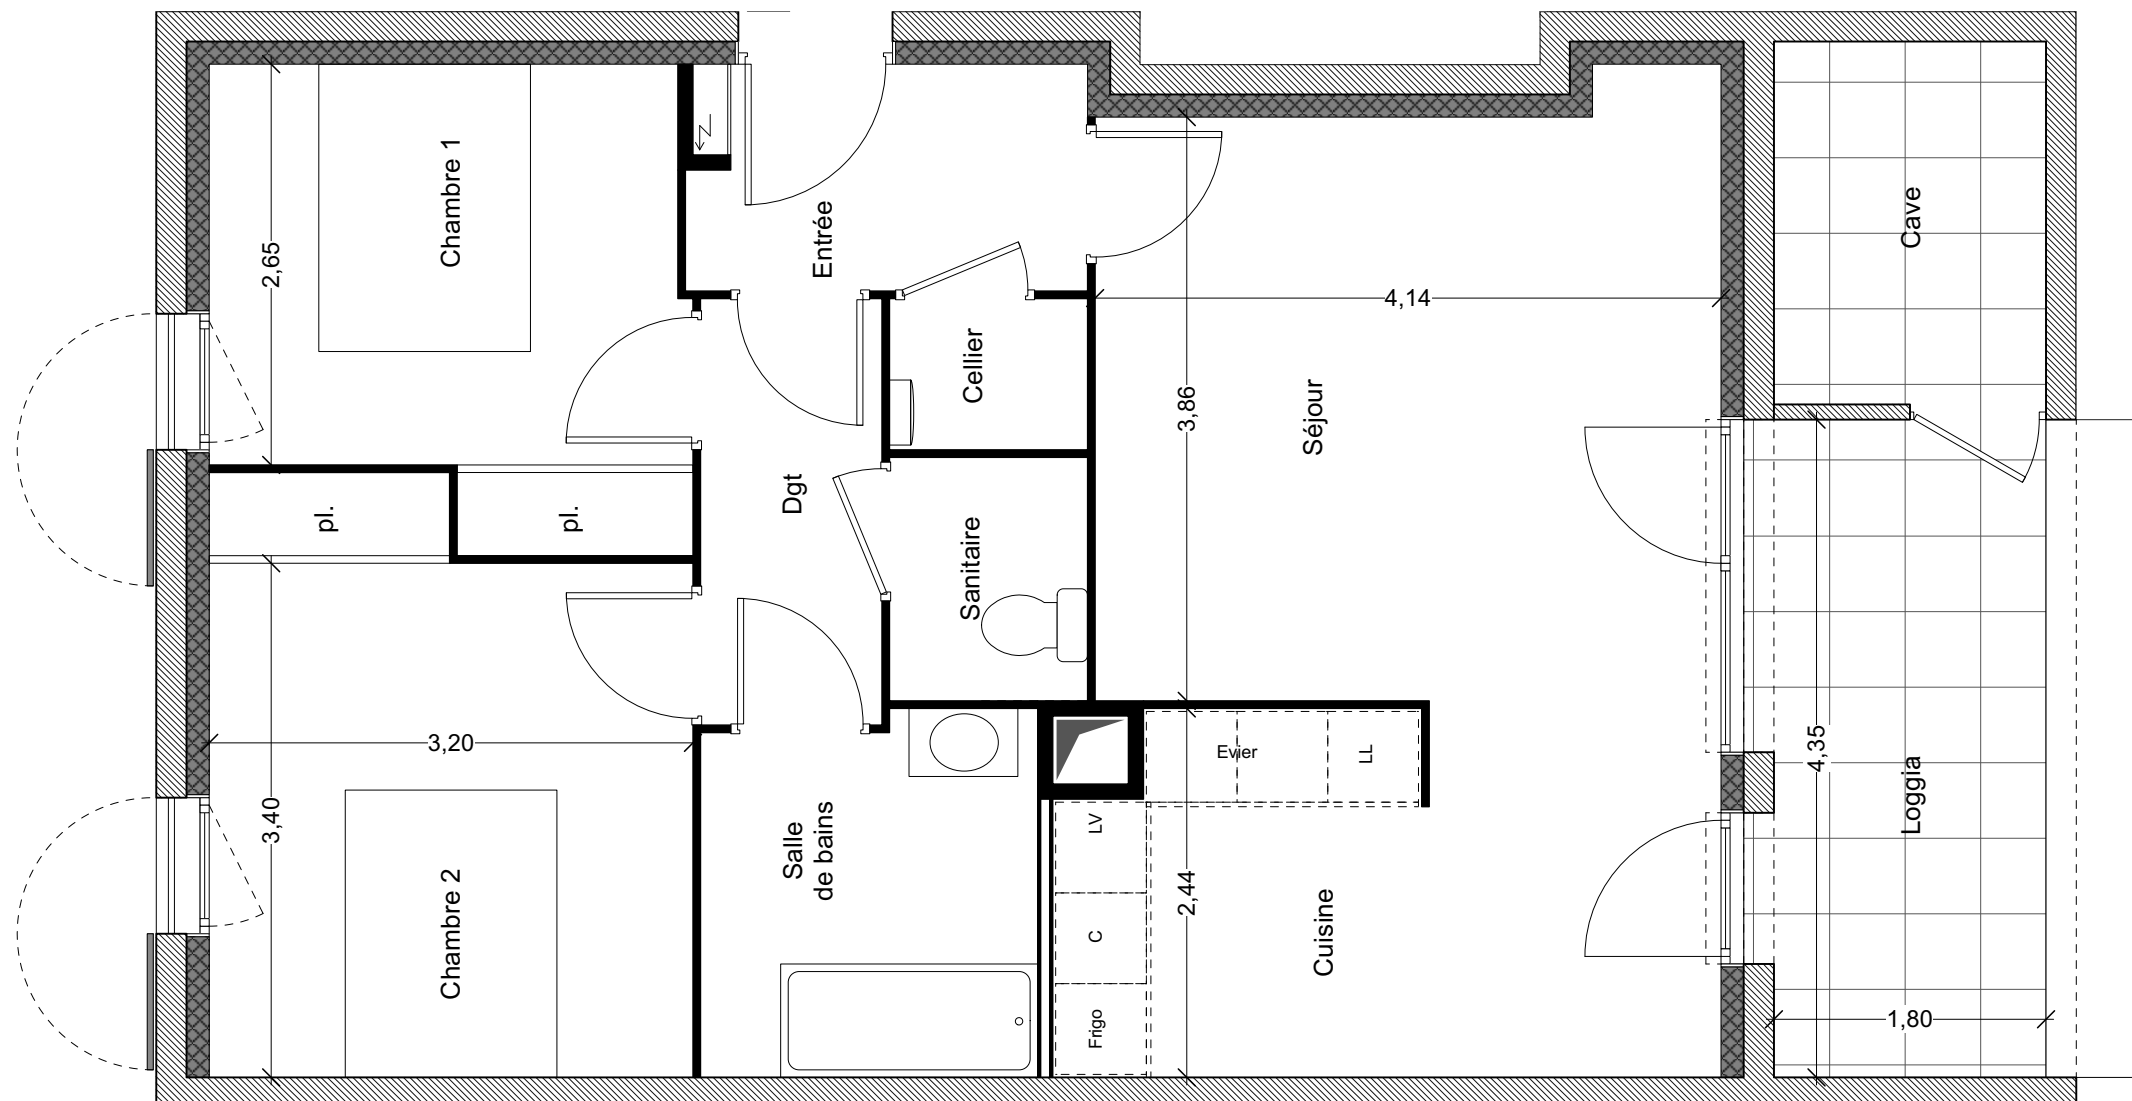 Chambre 1
2,65
Entrée
Cave
4,14
Cellier
3,86
Séjour
pl.
pl.
Dgt
Sanitaire
3,20
Evier
LL
4,35
Loggia
3,40
LV
Salle
de bains
2,44
Chambre 2
C
Cuisine
Frigo
1,80